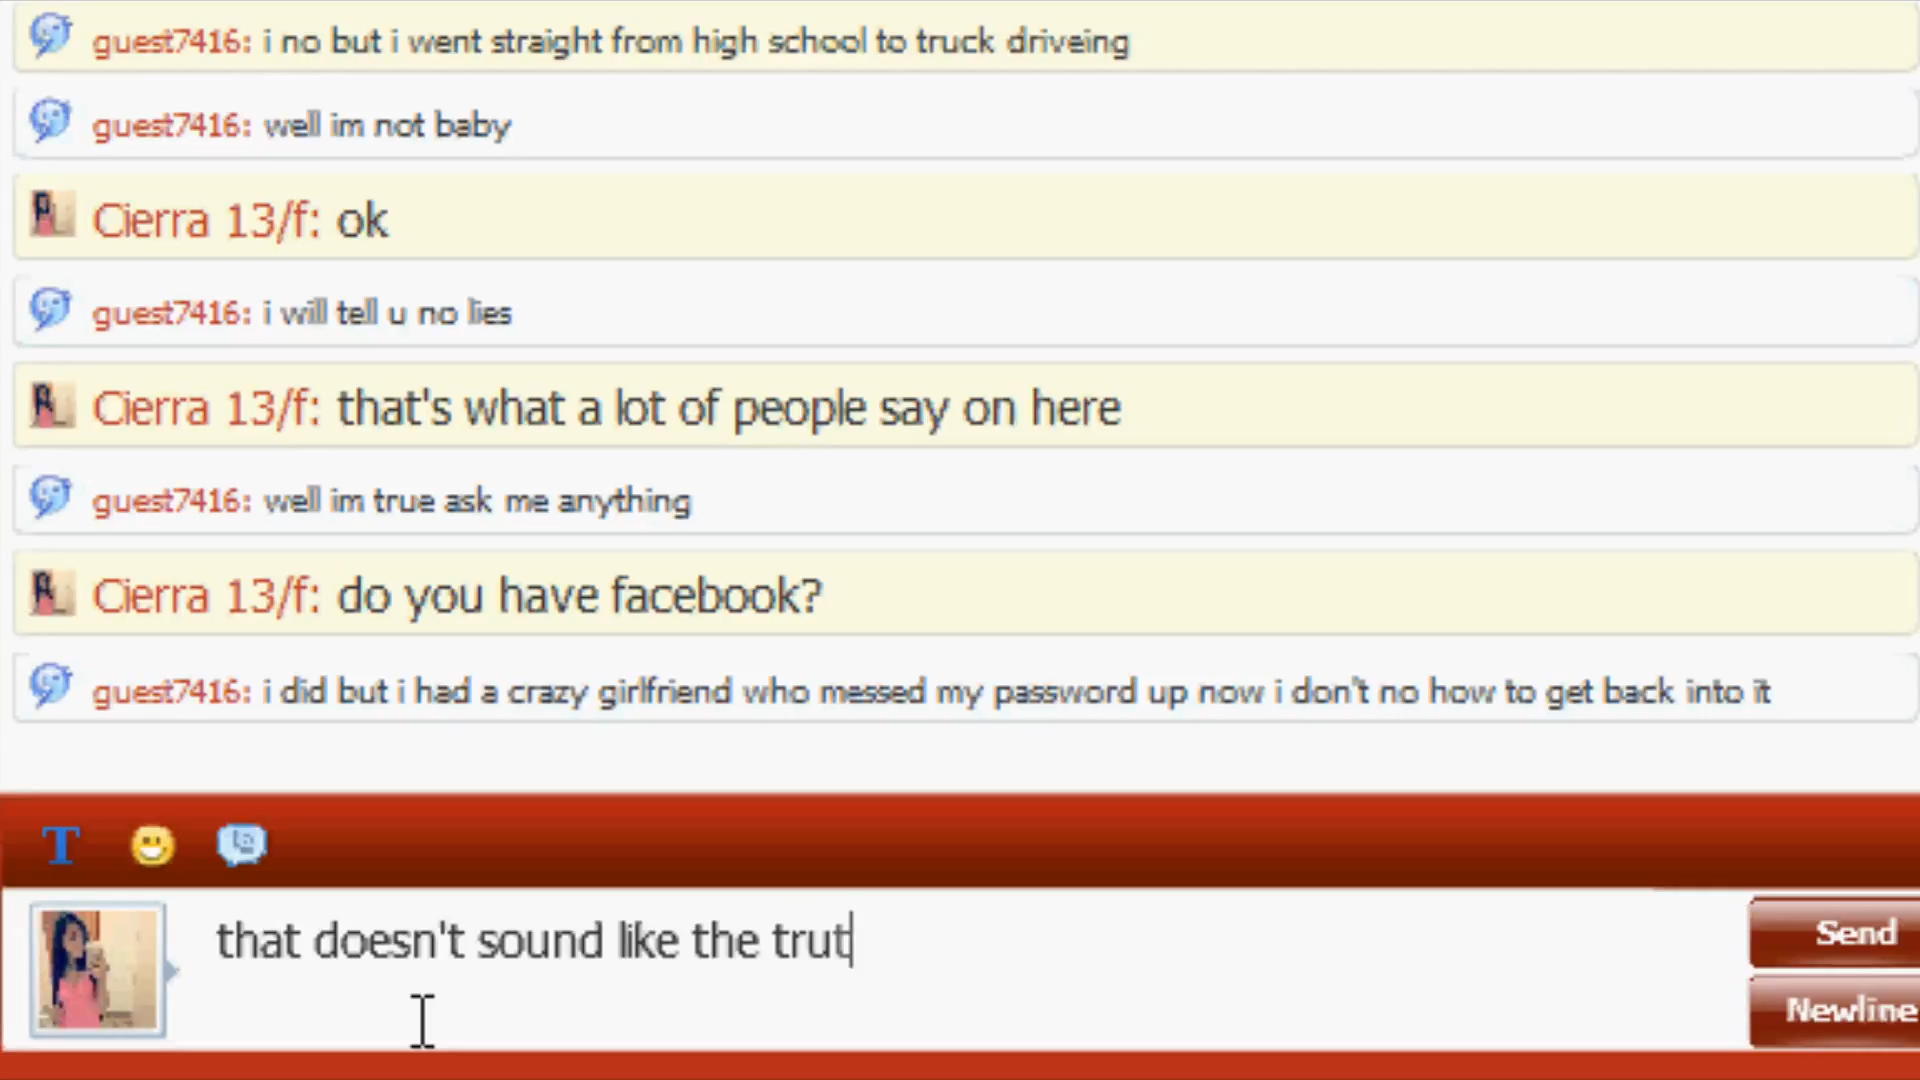 guest7416: i no but i went straight from high school to truck driveing
guest7416: well im not baby
Cierra 13/f: ok
guest7416: i will tell u no lies
Cierra 13/f: that's what a lot of people say on here
guest7416: well im true ask me anything
Cierra 13/f: do you have facebook?
guest7416: i did but i had a crazy girlfriend who messed my password up now i don't no how to get back into it
T
that doesn't sound like the trut
Send
Newline